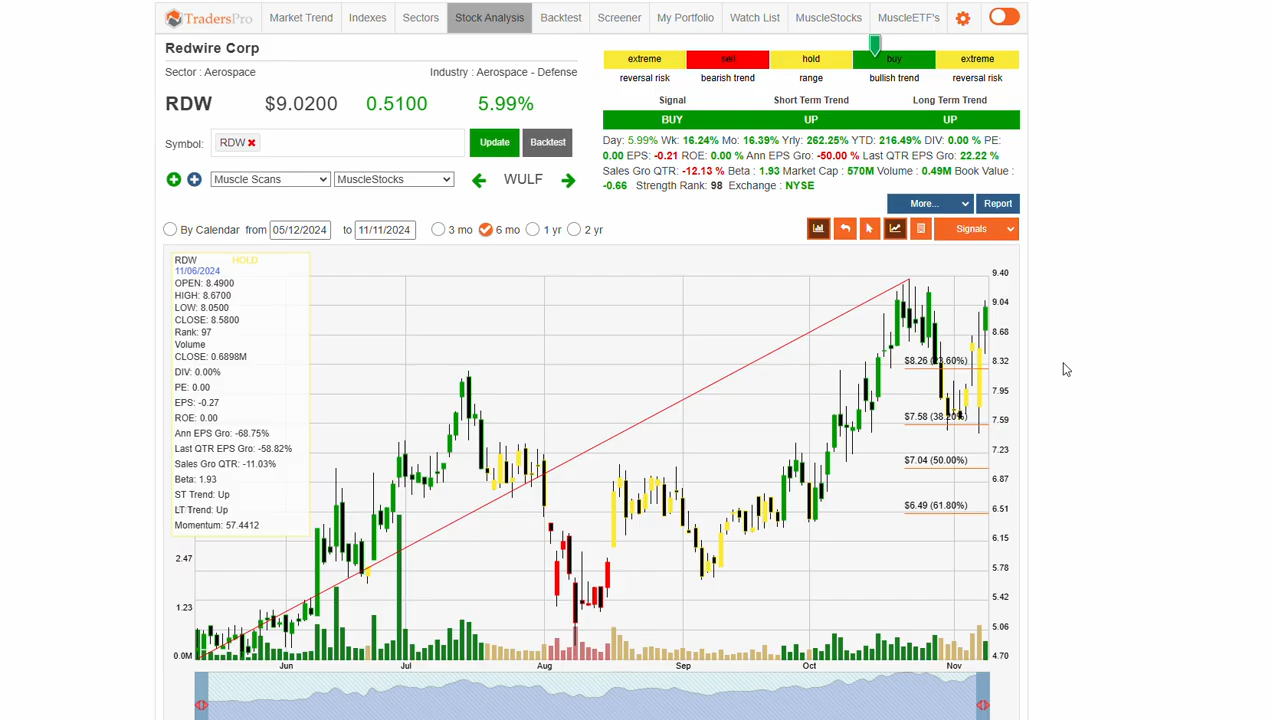 TradersPro Market Trend Indexes Sectors Stock Analysis Backtest Screener My Portfolio Watch List MuscleStocks MuscleETF's
Redwire Corp
Sector : Aerospace Industry : Aerospace - Defense
RDW $9.0200 0.5100 5.99%
Symbol: RDW Update Backtest
Muscle Scans MuscleStocks WULF
extreme sell hold buy extreme
reversal risk bearish trend range bullish trend reversal risk
Signal Short Term Trend Long Term Trend
BUY UP UP
Day: 5.99% Wk: 16.24% Mo: 16.39% Yrly: 262.25% YTD: 216.49% DIV: 0.00 % PE:
0.00 EPS: -0.21 ROE: 0.00 % Ann EPS Gro: -50.00 % Last QTR EPS Gro: 22.22 %
Sales Gro QTR: -12.13 % Beta : 1.93 Market Cap : 570M Volume : 0.49M Book Value :
-0.66 Strength Rank: 98 Exchange : NYSE
More... Report
By Calendar from 05/12/2024 to 11/11/2024 3 mo 6 mo 1 yr 2 yr Signals
RDW HOLD
11/06/2024
OPEN: 8.4900
HIGH: 8.6700
LOW: 8.0500
CLOSE: 8.5800
Rank: 97
Volume
CLOSE: 0.6898M
DIV: 0.00%
PE: 0.00
EPS: -0.27
ROE: 0.00
Ann EPS Gro: -68.75%
Last QTR EPS Gro: -58.82%
Sales Gro QTR: -11.03%
Beta: 1.93
ST Trend: Up
LT Trend: Up
Momentum: 57.4412
2.47
1.23
0.0M
$8.26 (23.60%)
$7.58 (38.20%)
$7.04 (50.00%)
$6.49 (61.80%)
9.40
9.04
8.68
8.32
7.95
7.59
7.23
6.87
6.51
6.15
5.78
5.42
5.06
4.70
Jun Jul Aug Sep Oct Nov